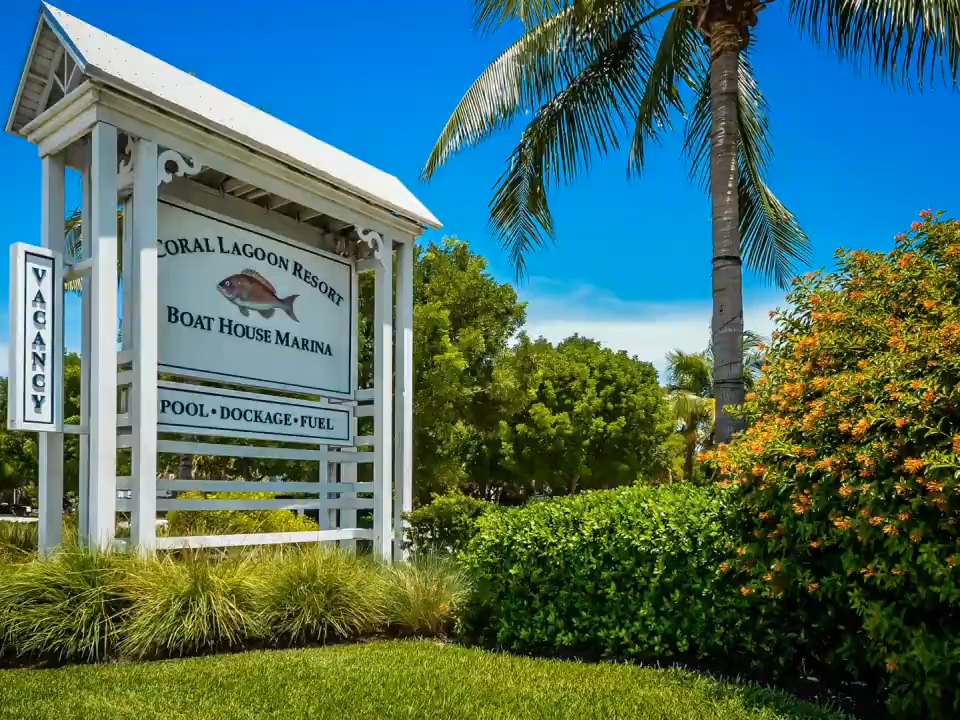 CORAL LAGOON RESORT
BOAT HOUSE MARINA
POOL • DOCKAGE • FUEL
VACANCY